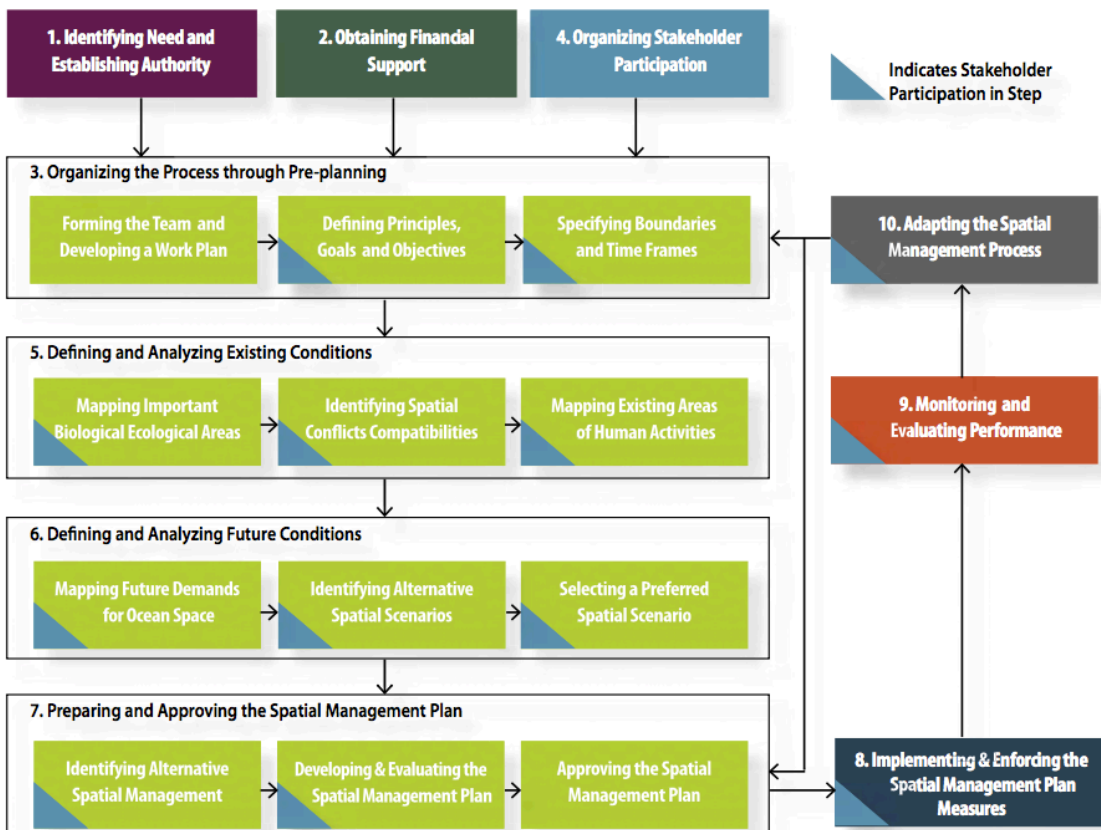 1. Identifying Need and
Establishing Authority
2. Obtaining Financial
Support
4. Organizing Stakeholder
Participation
Indicates Stakeholder
Participation in Step
3. Organizing the Process through Pre-planning
Forming the Team and
Developing a Work Plan
Defining Principles,
Goals and Objectives
Specifying Boundaries
and Time Frames
10. Adapting the Spatial
Management Process
5. Defining and Analyzing Existing Conditions
Mapping Important
Biological Ecological Areas
Identifying Spatial
Conflicts Compatibilities
Mapping Existing Areas
of Human Activities
9. Monitoring and
Evaluating Performance
6. Defining and Analyzing Future Conditions
Mapping Future Demands
for Ocean Space
Identifying Alternative
Spatial Scenarios
Selecting a Preferred
Spatial Scenario
7. Preparing and Approving the Spatial Management Plan
Identifying Alternative
Spatial Management
Developing & Evaluating the
Spatial Management Plan
Approving the Spatial
Management Plan
8. Implementing & Enfording the
Spatial Management Plan
Measures